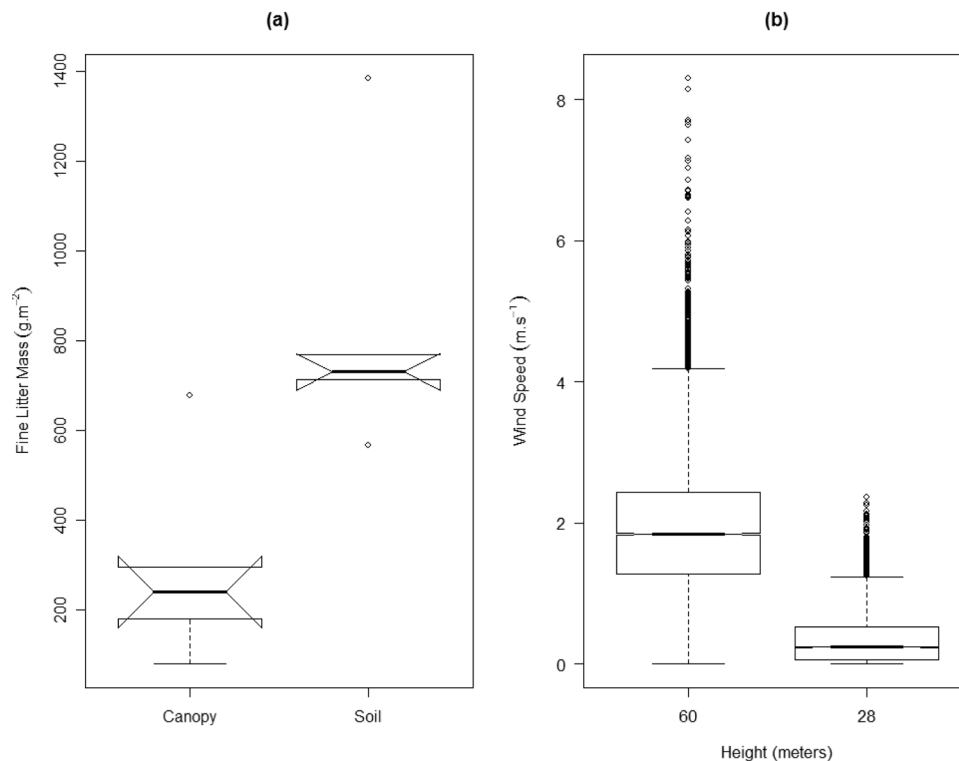 (a)
Fine Litter Mass (g.m⁻²)
1400
1200
1000
800
600
400
200
Canopy Soil
(b)
Wind Speed (m.s⁻¹)
8
6
4
2
0
60 28
Height (meters)